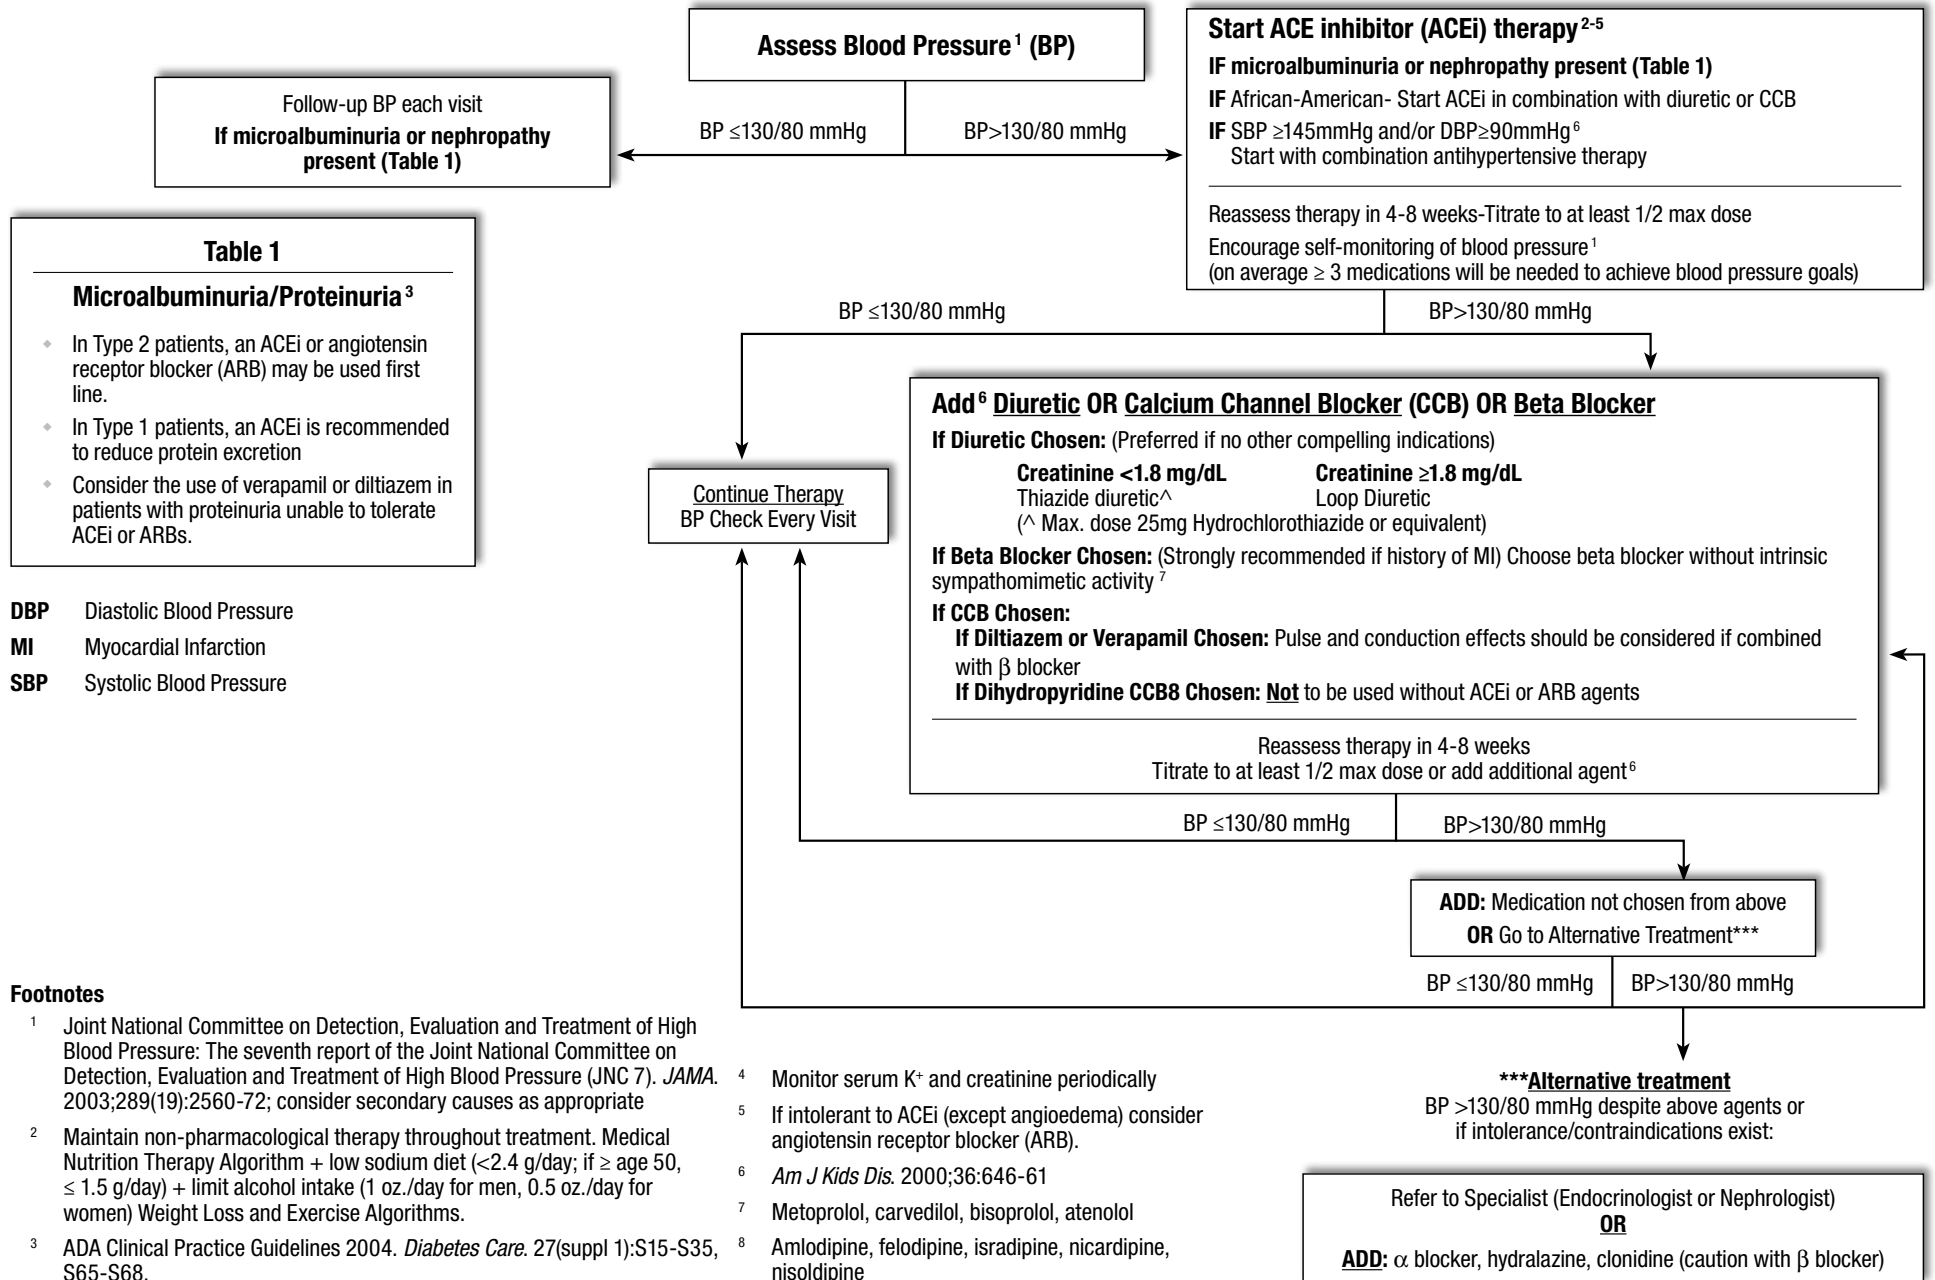 Assess Blood Pressure 1 (BP)
Follow-up BP each visit
If microalbuminuria or nephropathy
present (Table 1)
BP ≤130/80 mmHg
BP>130/80 mmHg
Start ACE inhibitor (ACEi) therapy 2-5
IF microalbuminuria or nephropathy present (Table 1)
IF African-American- Start ACEi in combination with diuretic or CCB
IF SBP ≥145mmHg and/or DBP≥90mmHg 6
Start with combination antihypertensive therapy
Reassess therapy in 4-8 weeks-Titrate to at least 1/2 max dose
Encourage self-monitoring of blood pressure 1
(on average ≥ 3 medications will be needed to achieve blood pressure goals)
Table 1
Microalbuminuria/Proteinuria 3
In Type 2 patients, an ACEi or angiotensin
receptor blocker (ARB) may be used first
line.
In Type 1 patients, an ACEi is recommended
to reduce protein excretion
Consider the use of verapamil or diltiazem in
patients with proteinuria unable to tolerate
ACEi or ARBs.
DBP Diastolic Blood Pressure
MI Myocardial Infarction
SBP Systolic Blood Pressure
BP ≤130/80 mmHg
BP>130/80 mmHg
Continue Therapy
BP Check Every Visit
Add 6 Diuretic OR Calcium Channel Blocker (CCB) OR Beta Blocker
If Diuretic Chosen: (Preferred if no other compelling indications)
Creatinine <1.8 mg/dL Creatinine ≥1.8 mg/dL
Thiazide diuretic^ Loop Diuretic
(^ Max. dose 25mg Hydrochlorothiazide or equivalent)
If Beta Blocker Chosen: (Strongly recommended if history of MI) Choose beta blocker without intrinsic
sympathomimetic activity 7
If CCB Chosen:
If Diltiazem or Verapamil Chosen: Pulse and conduction effects should be considered if combined
with β blocker
If Dihydropyridine CCB8 Chosen: Not to be used without ACEi or ARB agents
Reassess therapy in 4-8 weeks
Titrate to at least 1/2 max dose or add additional agent 6
BP ≤130/80 mmHg
BP>130/80 mmHg
ADD: Medication not chosen from above
OR Go to Alternative Treatment***
BP ≤130/80 mmHg
BP>130/80 mmHg
***Alternative treatment
BP >130/80 mmHg despite above agents or
if intolerance/contraindications exist:
Refer to Specialist (Endocrinologist or Nephrologist)
OR
ADD: α blocker, hydralazine, clonidine (caution with β blocker)
Footnotes
1 Joint National Committee on Detection, Evaluation and Treatment of High
Blood Pressure: The seventh report of the Joint National Committee on
Detection, Evaluation and Treatment of High Blood Pressure (JNC 7). JAMA.
2003;289(19):2560-72; consider secondary causes as appropriate
2 Maintain non-pharmacological therapy throughout treatment. Medical
Nutrition Therapy Algorithm + low sodium diet (<2.4 g/day; if ≥ age 50,
≤ 1.5 g/day) + limit alcohol intake (1 oz./day for men, 0.5 oz./day for
women) Weight Loss and Exercise Algorithms.
3 ADA Clinical Practice Guidelines 2004. Diabetes Care. 27(suppl 1):S15-S35,
S65-S68.
4 Monitor serum K+ and creatinine periodically
5 If intolerant to ACEi (except angioedema) consider
angiotensin receptor blocker (ARB).
6 Am J Kids Dis. 2000;36:646-61
7 Metoprolol, carvedilol, bisoprolol, atenolol
8 Amlodipine, felodipine, isradipine, nicardipine,
nisoldipine